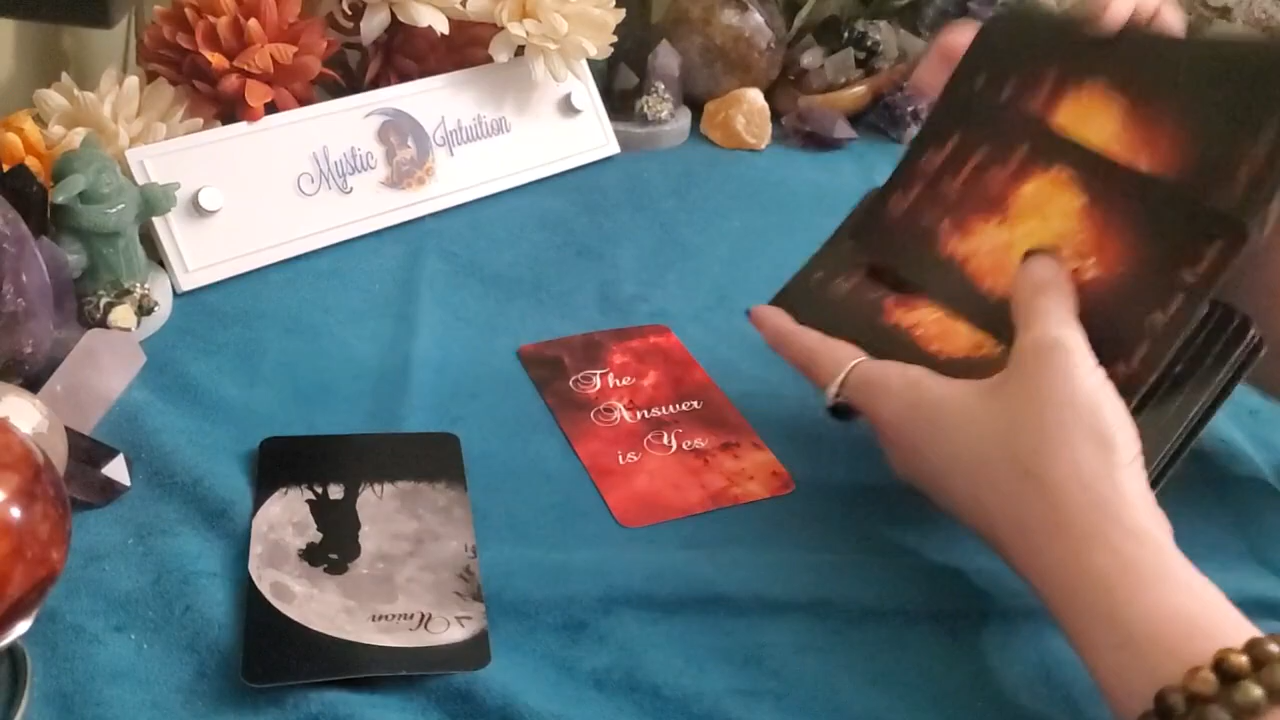 Mystic Intuition
The
Answer
is Yes
Union